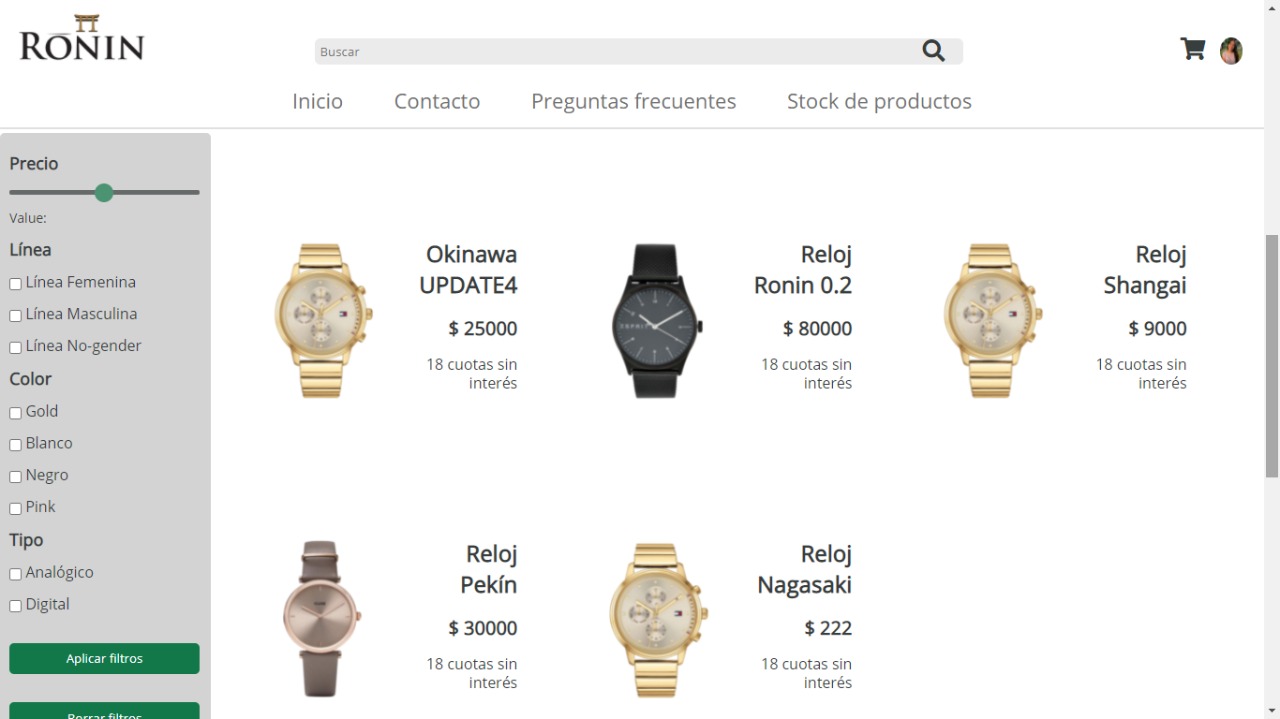 RONIN
Buscar
Inicio Contacto Preguntas frecuentes Stock de productos
Precio
Value:
Línea
Línea Femenina
Línea Masculina
Línea No-gender
Color
Gold
Blanco
Negro
Pink
Tipo
Analógico
Digital
Aplicar filtros
Borrar filtros
Okinawa
UPDATE4
$ 25000
18 cuotas sin
interés
ESPRIT
Reloj
Ronin 0.2
$ 80000
18 cuotas sin
interés
Reloj
Shangai
$ 9000
18 cuotas sin
interés
Reloj
Pekín
$ 30000
18 cuotas sin
interés
Reloj
Nagasaki
$ 222
18 cuotas sin
interés